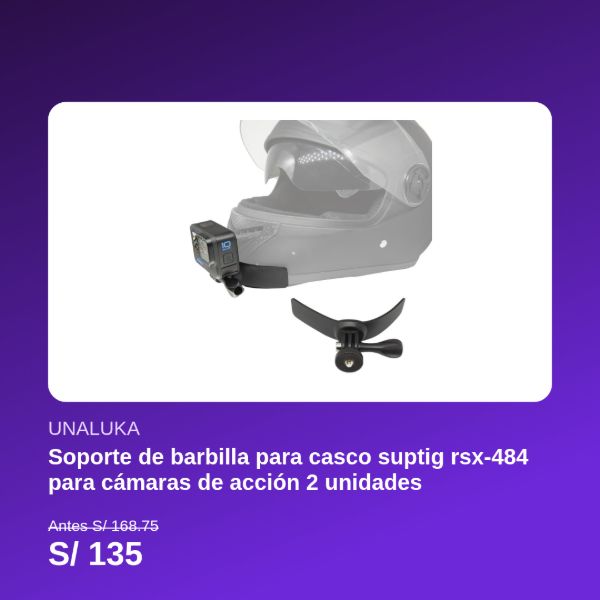 10
UNALUKA
Soporte de barbilla para casco suptig rsx-484
para cámaras de acción 2 unidades
Antes S/ 168.75
S/ 135